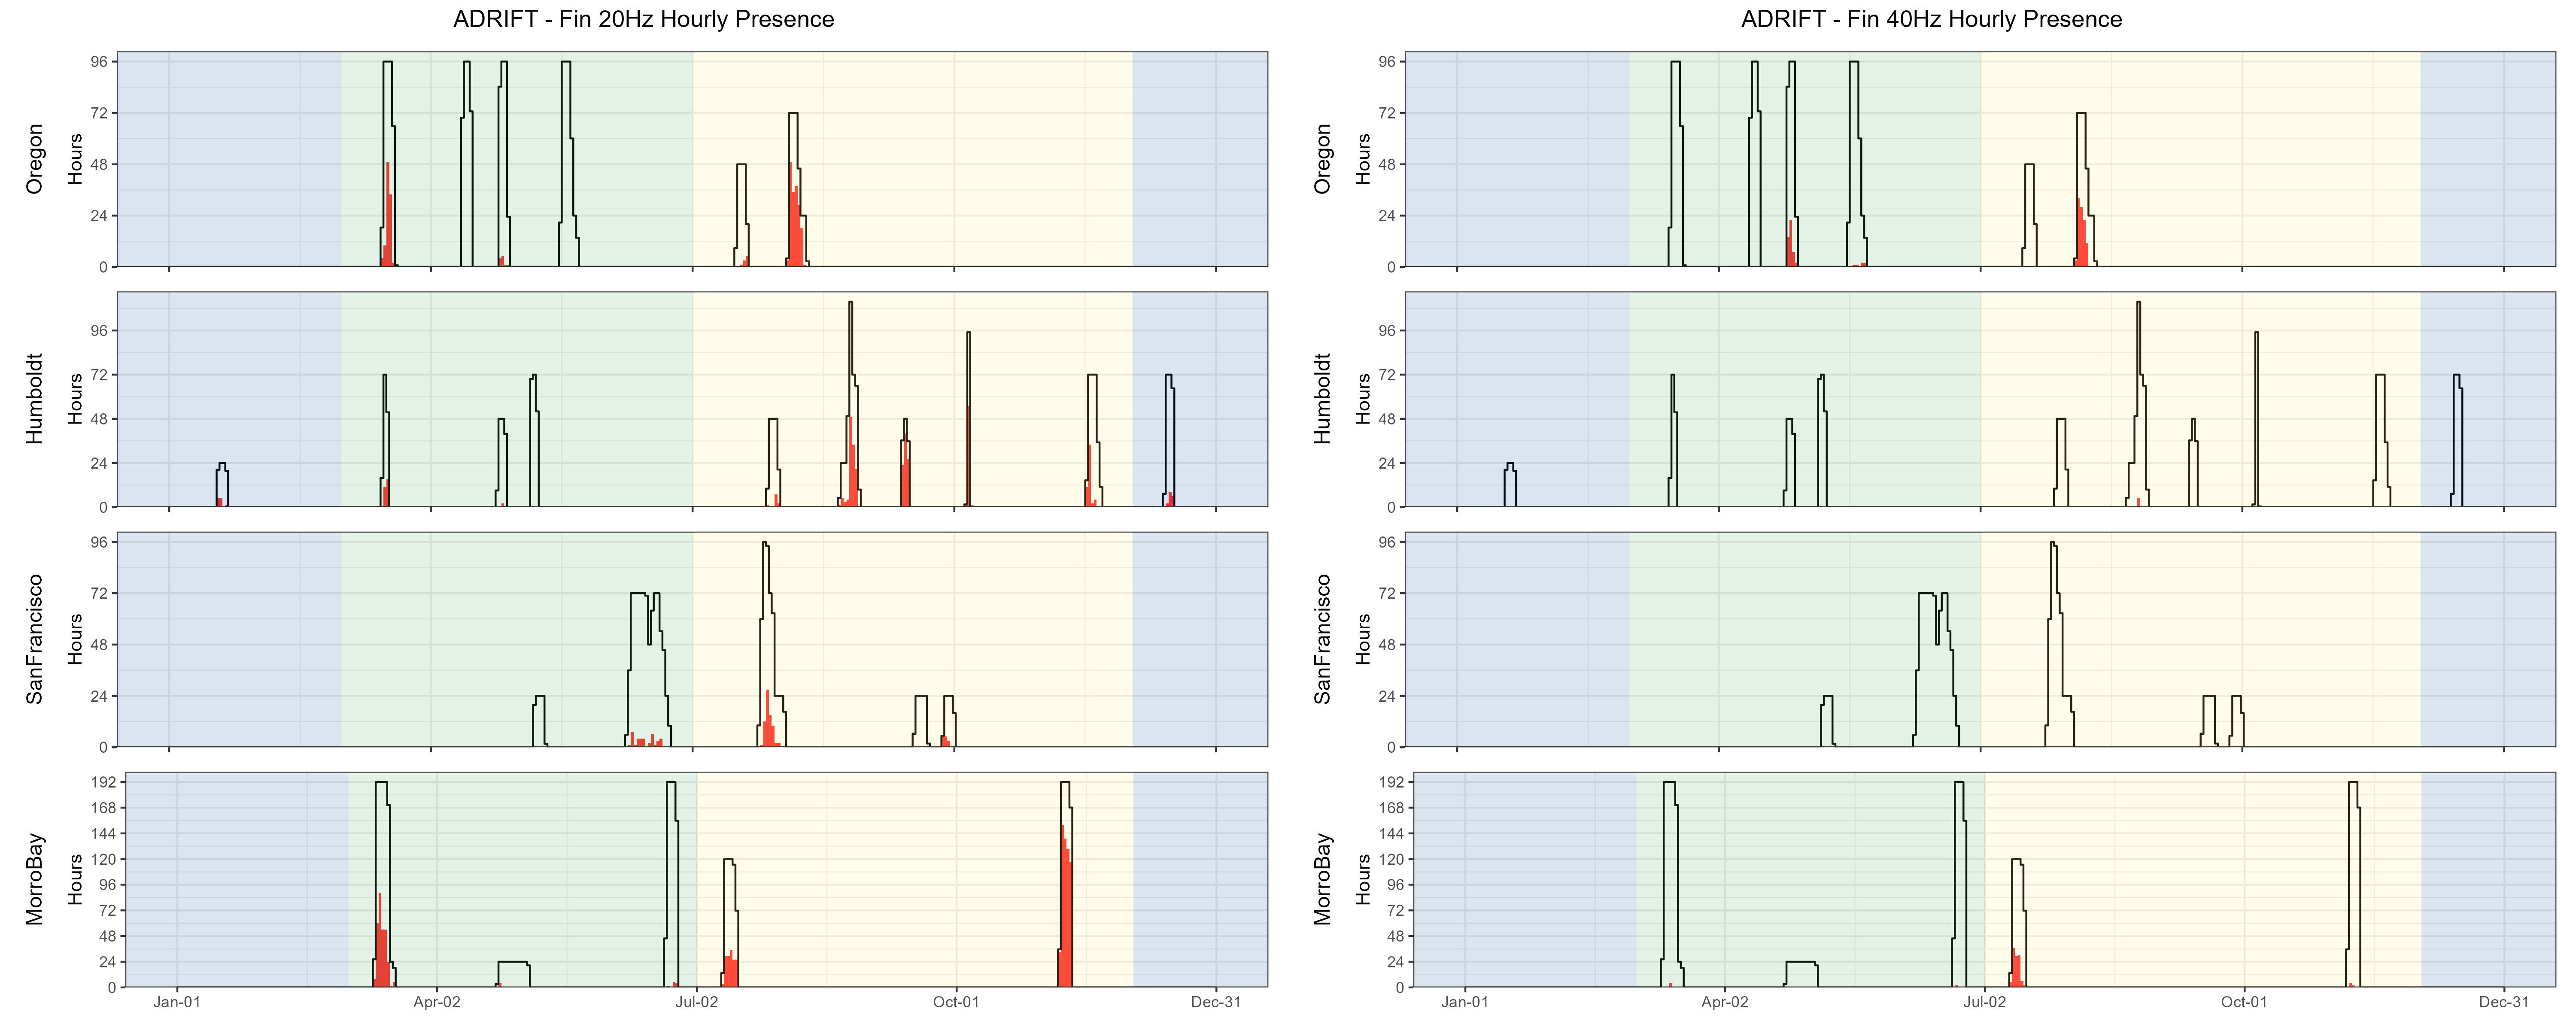 ADRIFT - Fin 20Hz Hourly Presence
Oregon
Hours
96
72
48
24
0
Humboldt
Hours
96
72
48
24
0
SanFrancisco
Hours
96
72
48
24
0
MorroBay
Hours
192
168
144
120
96
72
48
24
0
Jan-01 Apr-02 Jul-02 Oct-01 Dec-31
ADRIFT - Fin 40Hz Hourly Presence
Oregon
Hours
96
72
48
24
0
Humboldt
Hours
96
72
48
24
0
SanFrancisco
Hours
96
72
48
24
0
MorroBay
Hours
192
168
144
120
96
72
48
24
0
Jan-01 Apr-02 Jul-02 Oct-01 Dec-31